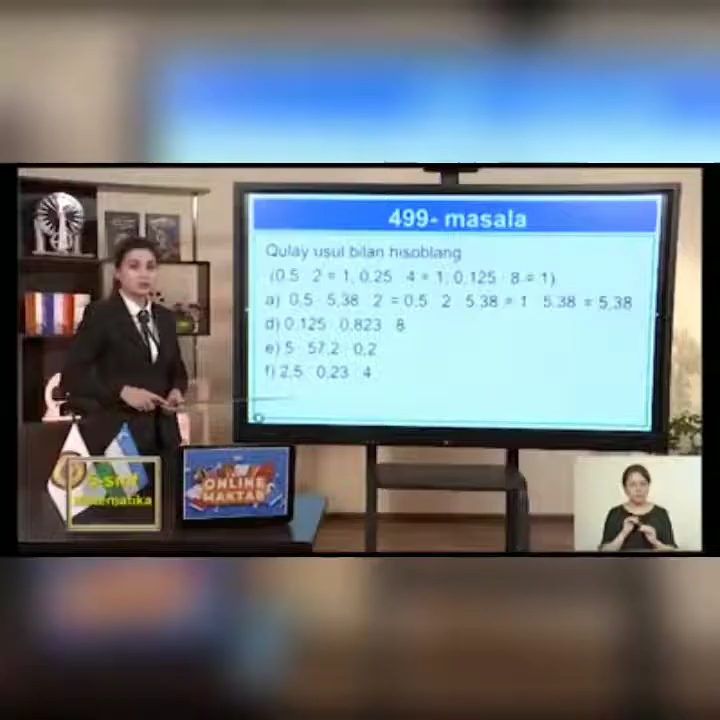 499- masala
Qulay usul bilan hisoblang
(0,5 · 2 = 1; 0,25 · 4 = 1; 0,125 · 8 = 1)
a) 0,5 · 5,38 · 2 = 0,5 · 2 · 5,38 = 1 · 5,38 = 5,38
d) 0,125 · 0,823 · 8
e) 5 · 57,2 · 0,2
f) 2,5 · 0,23 · 4
5-SINF
Matematika
ONLINE
MAKTAB